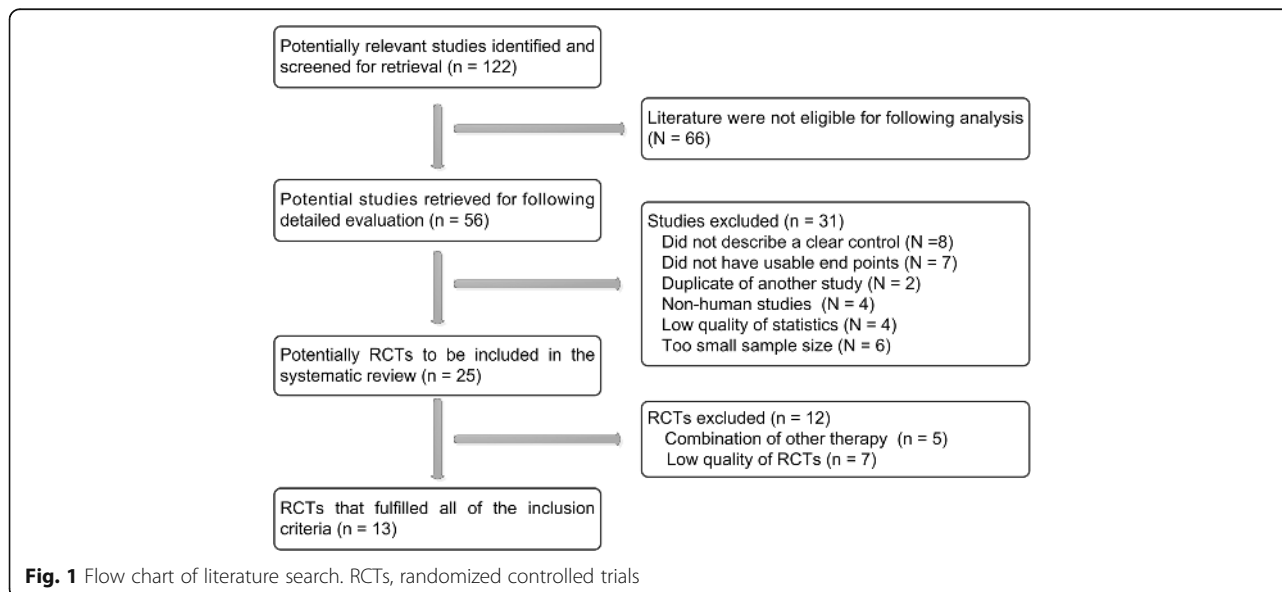 Potentially relevant studies identified and
screened for retrieval (n = 122)
Literature were not eligible for following analysis
(N = 66)
Potential studies retrieved for following
detailed evaluation (n = 56)
Studies excluded (n = 31)
Did not describe a clear control (N =8)
Did not have usable end points (N = 7)
Duplicate of another study (N = 2)
Non-human studies (N = 4)
Low quality of statistics (N = 4)
Too small sample size (N = 6)
Potentially RCTs to be included in the
systematic review (n = 25)
RCTs excluded (n = 12)
Combination of other therapy (n = 5)
Low quality of RCTs (n = 7)
RCTs that fulfilled all of the inclusion
criteria (n = 13)
Fig. 1 Flow chart of literature search. RCTs, randomized controlled trials